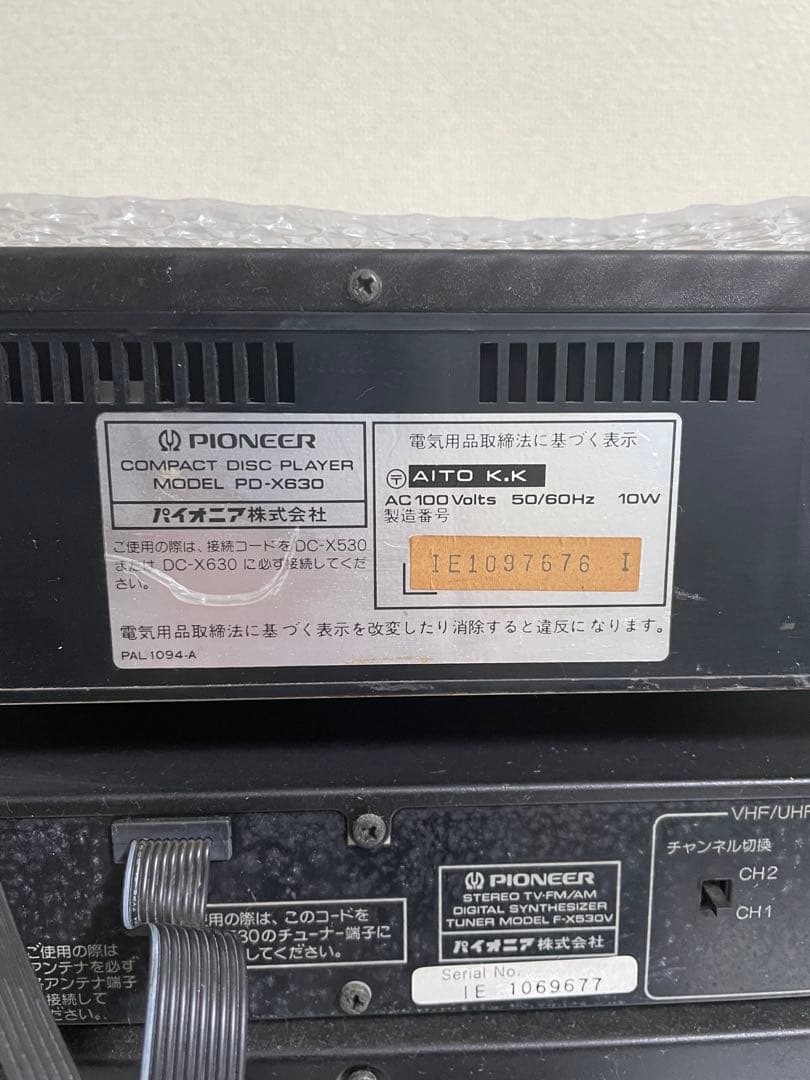 PIONEER
COMPACT DISC PLAYER
MODEL PD-X630
パイオニア株式会社
ご使用の際は、接続コードをDC-X530
またはDC-X630に必ず接続してくだ
さい。
電気用品取締法に基づく表示
〒 AITO K.K
AC100Volts 50/60Hz 10W
製造番号
IE1097676 I
電気用品取締法に基づく表示を改変したり消除すると違反になります。
PAL1094-A
VHF/UHF
チャンネル切換
CH2
CH1
PIONEER
STEREO TV·FM/AM
DIGITAL SYNTHESIZER
TUNER MODEL F-X530V
パイオニア株式会社
Serial No.
IE 1069677
用の際は、このコードを
30のチューナー端子に
してください。
ご使用の際は
アンテナを必ず
アンテナ端子
接続して
ださい。